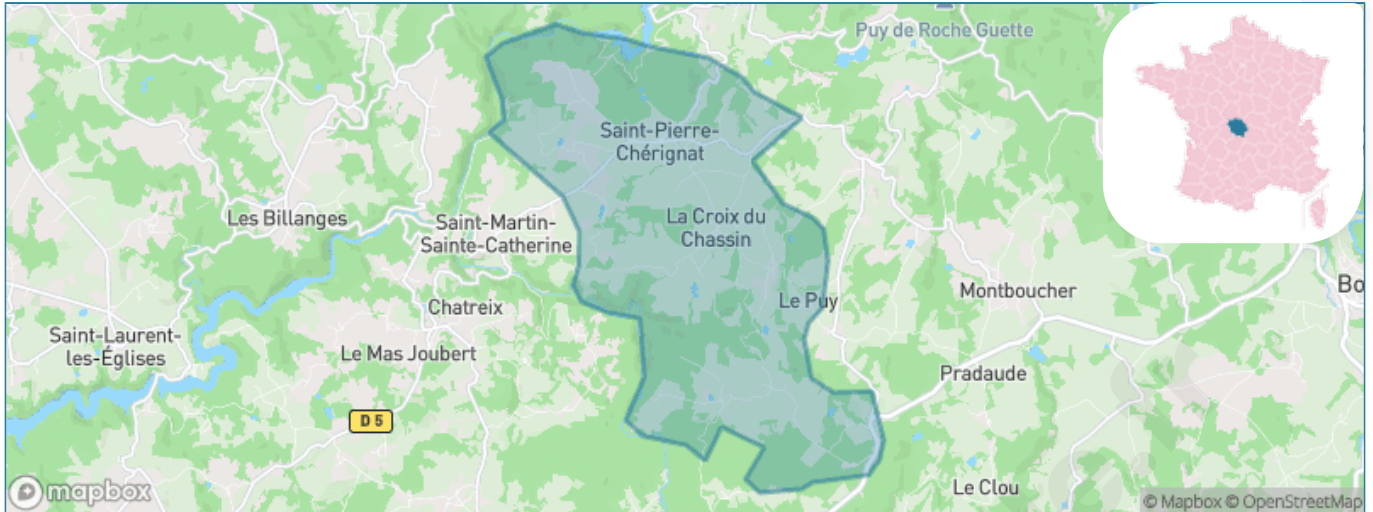 Puy de Roche Guette
Saint-Pierre-
Chérignat
Les Billanges
Saint-Martin-
Sainte-Catherine
La Croix du
Chassin
Chatreix
Le Puy
Montboucher
Bo
Saint-Laurent-
les-Églises
Le Mas Joubert
Pradaude
D 5
Le Clou
mapbox
© Mapbox © OpenStreetMap